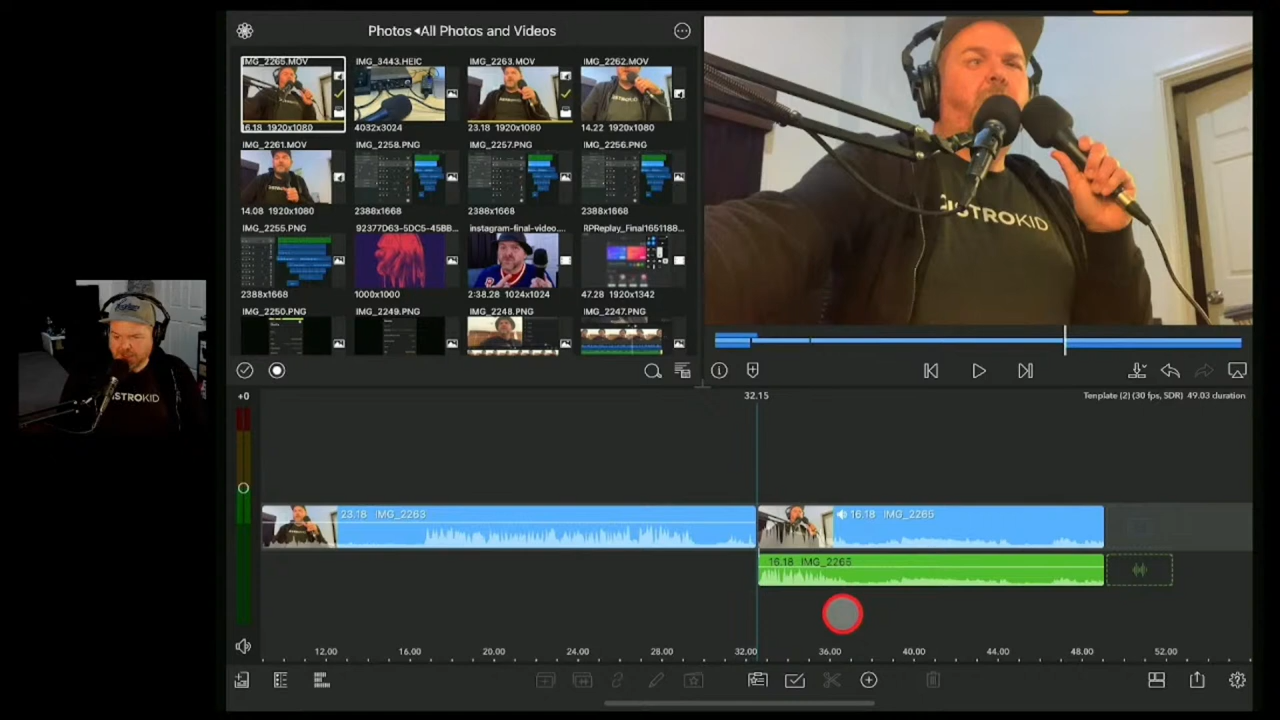 Photos ◂All Photos and Videos
IMG_2265.MOV IMG_3443.HEIC IMG_2263.MOV IMG_2262.MOV
16.18 1920x1080 4032x3024 23.18 1920x1080 14.22 1920x1080
IMG_2261.MOV IMG_2258.PNG IMG_2257.PNG IMG_2256.PNG
14.08 1920x1080 2388x1668 2388x1668 2388x1668
IMG_2255.PNG 92377D63-5DC5-45BB... instagram-final-video.... RPReplay_Final1651188...
2388x1668 1000x1000 2:38.28 1024x1024 47.28 1920x1342
IMG_2250.PNG IMG_2249.PNG IMG_2248.PNG IMG_2247.PNG
ISTROKID
ISTROKID
+0 32.15 Template (2) (30 fps, SDR) 49.03 duration
23.18 IMG_2263 16.18 IMG_2265
16.18 IMG_2265
12.00 16.00 20.00 24.00 28.00 32.00 36.00 40.00 44.00 48.00 52.00